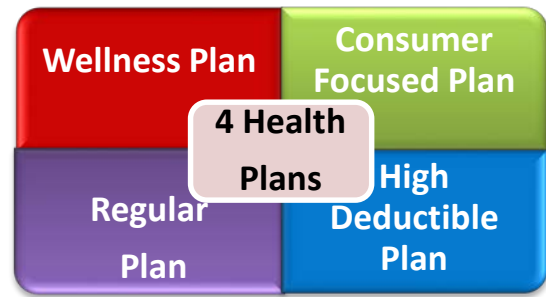 Wellness Plan
Consumer
Focused Plan
4 Health
Plans
Regular
Plan
High
Deductible
Plan